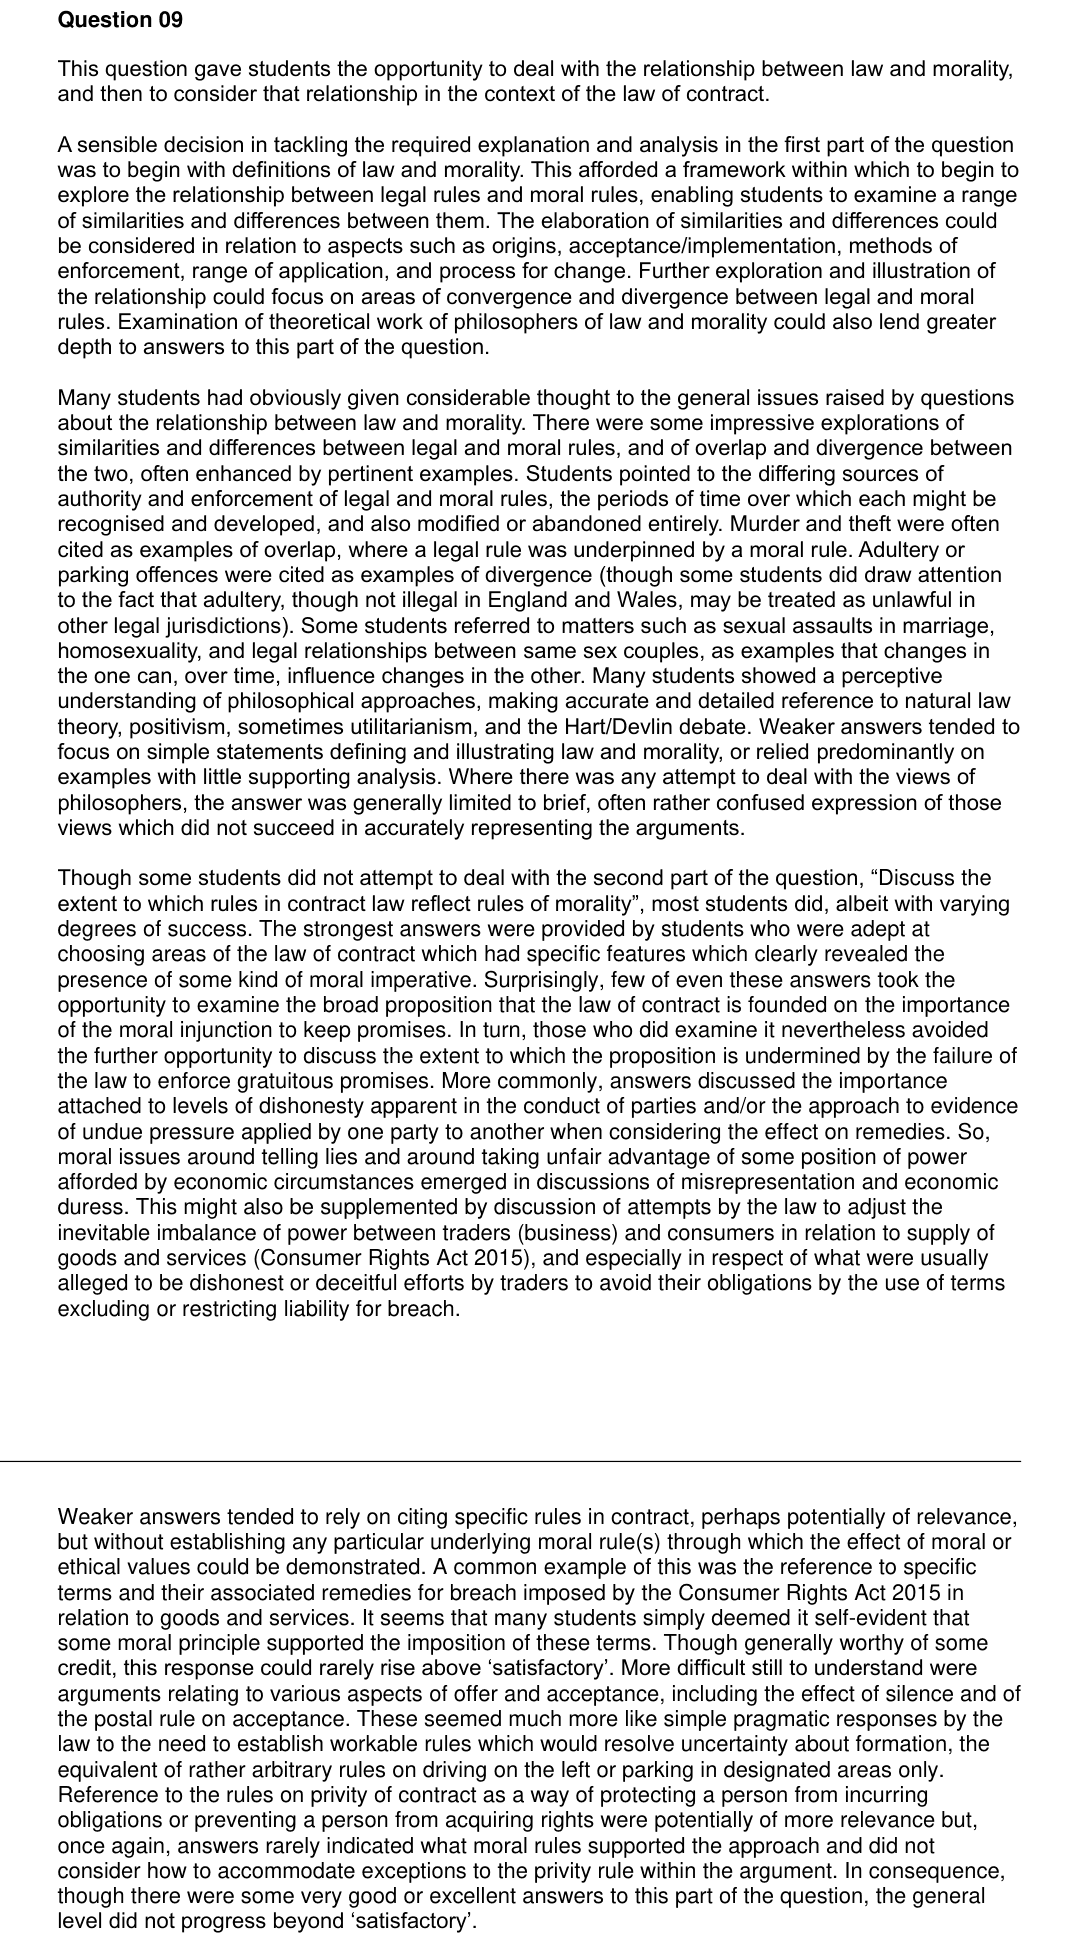 Question 09
This question gave students the opportunity to deal with the relationship between law and morality,
and then to consider that relationship in the context of the law of contract.
A sensible decision in tackling the required explanation and analysis in the first part of the question
was to begin with definitions of law and morality. This afforded a framework within which to begin to
explore the relationship between legal rules and moral rules, enabling students to examine a range
of similarities and differences between them. The elaboration of similarities and differences could
be considered in relation to aspects such as origins, acceptance/implementation, methods of
enforcement, range of application, and process for change. Further exploration and illustration of
the relationship could focus on areas of convergence and divergence between legal and moral
rules. Examination of theoretical work of philosophers of law and morality could also lend greater
depth to answers to this part of the question.
Many students had obviously given considerable thought to the general issues raised by questions
about the relationship between law and morality. There were some impressive explorations of
similarities and differences between legal and moral rules, and of overlap and divergence between
the two, often enhanced by pertinent examples. Students pointed to the differing sources of
authority and enforcement of legal and moral rules, the periods of time over which each might be
recognised and developed, and also modified or abandoned entirely. Murder and theft were often
cited as examples of overlap, where a legal rule was underpinned by a moral rule. Adultery or
parking offences were cited as examples of divergence (though some students did draw attention
to the fact that adultery, though not illegal in England and Wales, may be treated as unlawful in
other legal jurisdictions). Some students referred to matters such as sexual assaults in marriage,
homosexuality, and legal relationships between same sex couples, as examples that changes in
the one can, over time, influence changes in the other. Many students showed a perceptive
understanding of philosophical approaches, making accurate and detailed reference to natural law
theory, positivism, sometimes utilitarianism, and the Hart/Devlin debate. Weaker answers tended to
focus on simple statements defining and illustrating law and morality, or relied predominantly on
examples with little supporting analysis. Where there was any attempt to deal with the views of
philosophers, the answer was generally limited to brief, often rather confused expression of those
views which did not succeed in accurately representing the arguments.
Though some students did not attempt to deal with the second part of the question, “Discuss the
extent to which rules in contract law reflect rules of morality”, most students did, albeit with varying
degrees of success. The strongest answers were provided by students who were adept at
choosing areas of the law of contract which had specific features which clearly revealed the
presence of some kind of moral imperative. Surprisingly, few of even these answers took the
opportunity to examine the broad proposition that the law of contract is founded on the importance
of the moral injunction to keep promises. In turn, those who did examine it nevertheless avoided
the further opportunity to discuss the extent to which the proposition is undermined by the failure of
the law to enforce gratuitous promises. More commonly, answers discussed the importance
attached to levels of dishonesty apparent in the conduct of parties and/or the approach to evidence
of undue pressure applied by one party to another when considering the effect on remedies. So,
moral issues around telling lies and around taking unfair advantage of some position of power
afforded by economic circumstances emerged in discussions of misrepresentation and economic
duress. This might also be supplemented by discussion of attempts by the law to adjust the
inevitable imbalance of power between traders (business) and consumers in relation to supply of
goods and services (Consumer Rights Act 2015), and especially in respect of what were usually
alleged to be dishonest or deceitful efforts by traders to avoid their obligations by the use of terms
excluding or restricting liability for breach.
Weaker answers tended to rely on citing specific rules in contract, perhaps potentially of relevance,
but without establishing any particular underlying moral rule(s) through which the effect of moral or
ethical values could be demonstrated. A common example of this was the reference to specific
terms and their associated remedies for breach imposed by the Consumer Rights Act 2015 in
relation to goods and services. It seems that many students simply deemed it self-evident that
some moral principle supported the imposition of these terms. Though generally worthy of some
credit, this response could rarely rise above ‘satisfactory’. More difficult still to understand were
arguments relating to various aspects of offer and acceptance, including the effect of silence and of
the postal rule on acceptance. These seemed much more like simple pragmatic responses by the
law to the need to establish workable rules which would resolve uncertainty about formation, the
equivalent of rather arbitrary rules on driving on the left or parking in designated areas only.
Reference to the rules on privity of contract as a way of protecting a person from incurring
obligations or preventing a person from acquiring rights were potentially of more relevance but,
once again, answers rarely indicated what moral rules supported the approach and did not
consider how to accommodate exceptions to the privity rule within the argument. In consequence,
though there were some very good or excellent answers to this part of the question, the general
level did not progress beyond ‘satisfactory’.